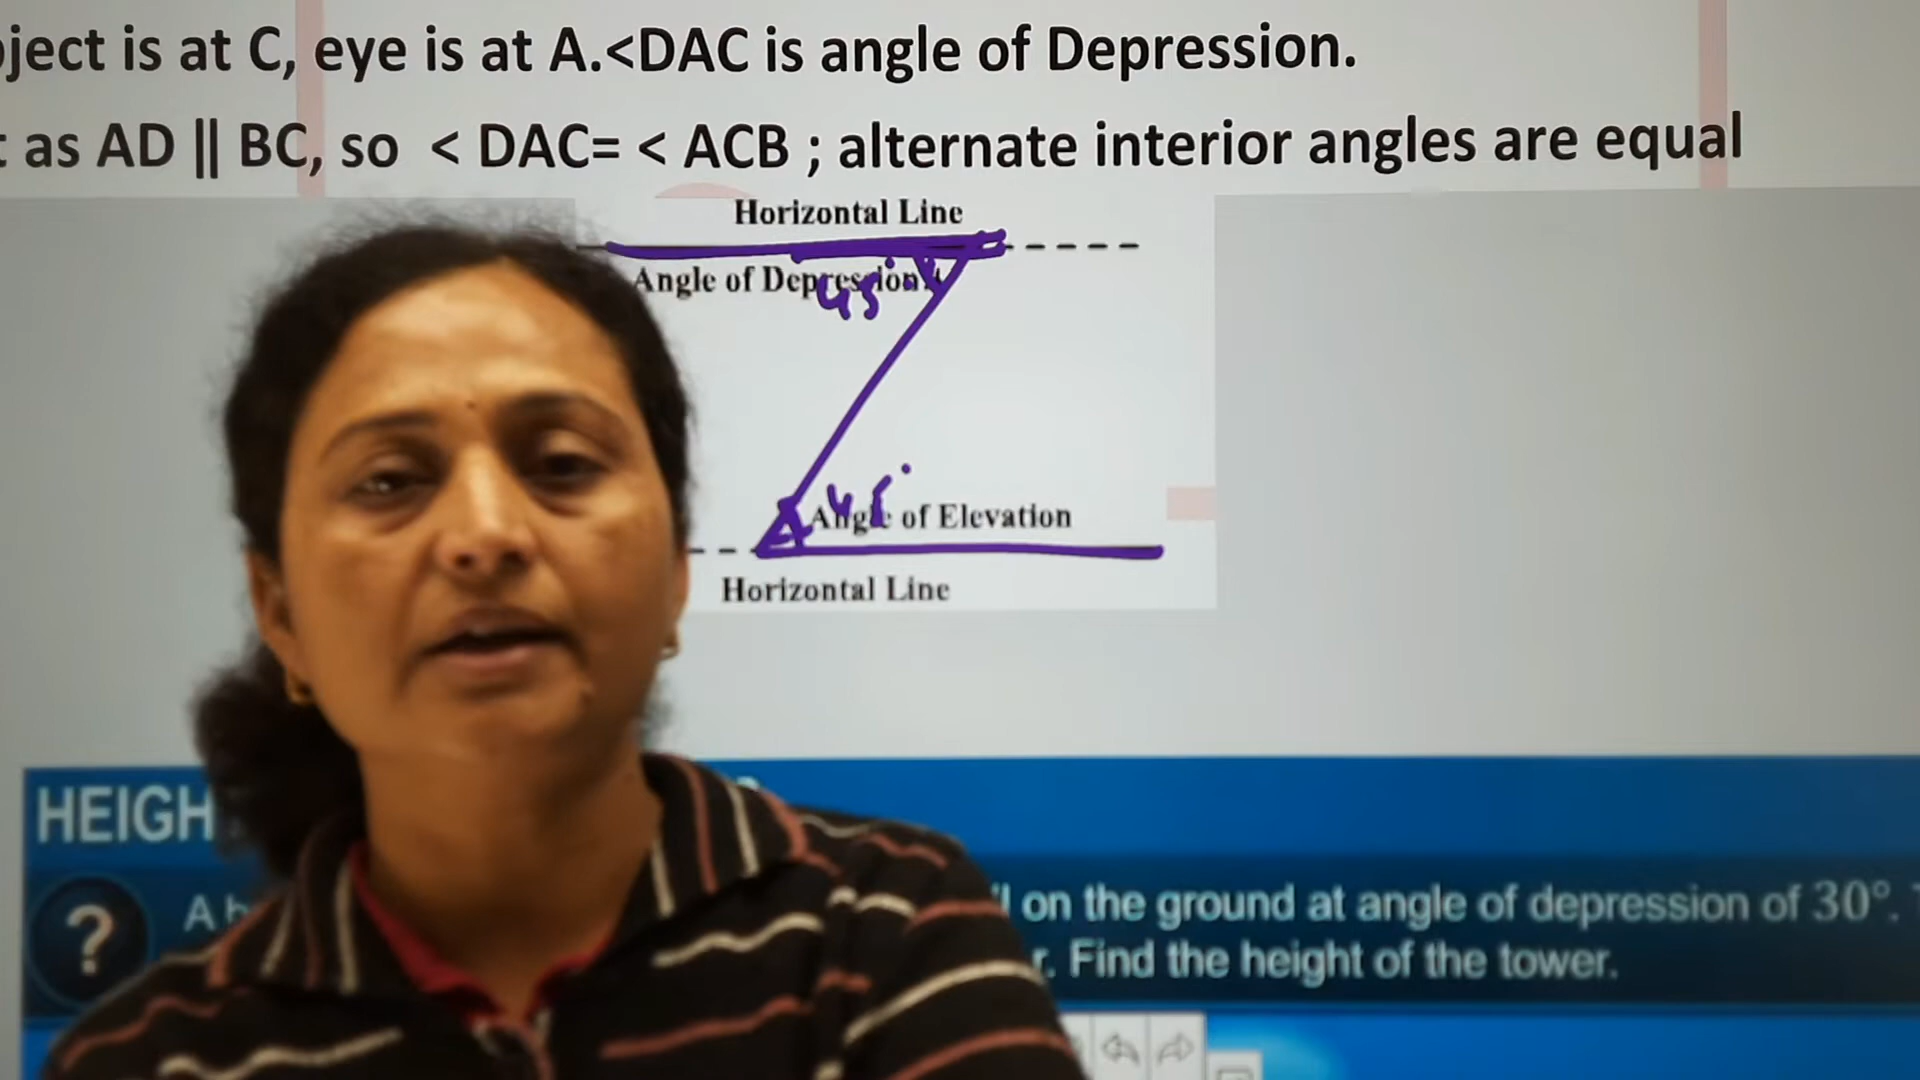 is at C, eye is at A.<DAC is angle of Depression.
as AD || BC, so < DAC= < ACB ; alternate interior angles are equal
Horizontal Line
Angle of Depression
45°
45°
Angle of Elevation
Horizontal Line
?
A
on the ground at angle of depression of 30°.
Find the height of the tower.